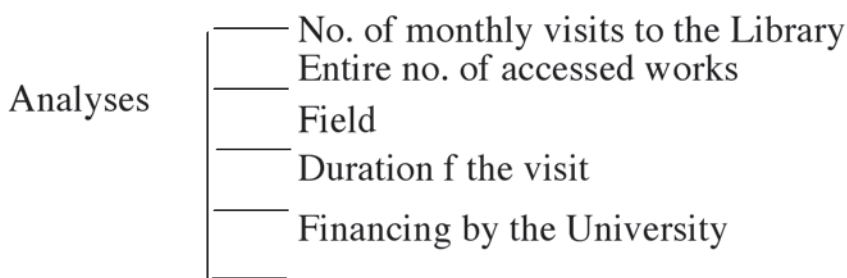 No. of monthly visits to the Library
Entire no. of accessed works
Analyses
Field
Duration f the visit
Financing by the University